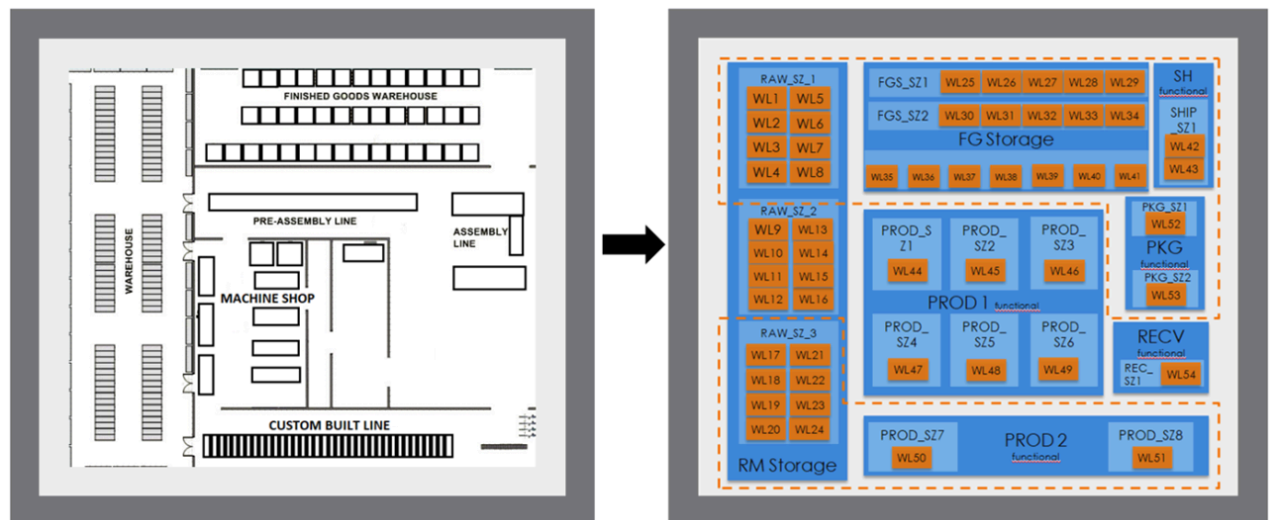 FINISHED GOODS WAREHOUSE
PRE-ASSEMBLY LINE
ASSEMBLY
LINE
WAREHOUSE
MACHINE SHOP
CUSTOM BUILT LINE
RAW_SZ_1
WL1 WL5
WL2 WL6
WL3 WL7
WL4 WL8
RAW_SZ_2
WL9 WL13
WL10 WL14
WL11 WL15
WL12 WL16
RAW_SZ_3
WL17 WL21
WL18 WL22
WL19 WL23
WL20 WL24
RM Storage
FGS_SZ1 WL25 WL26 WL27 WL28 WL29
FGS_SZ2 WL30 WL31 WL32 WL33 WL34
FG Storage
WL35 WL36 WL37 WL38 WL39 WL40 WL41
SH
functional
SHIP
_SZ1
WL42
WL43
PKG_SZ1
WL52
PKG
functional
PKG_SZ2
WL53
PROD_S
Z1
WL44
PROD_
SZ2
WL45
PROD_
SZ3
WL46
PROD 1 functional
PROD_
SZ4
WL47
PROD_
SZ5
WL48
PROD_
SZ6
WL49
RECV
functional
REC_
SZ1
WL54
PROD_SZ7
WL50
PROD 2
functional
PROD_SZ8
WL51